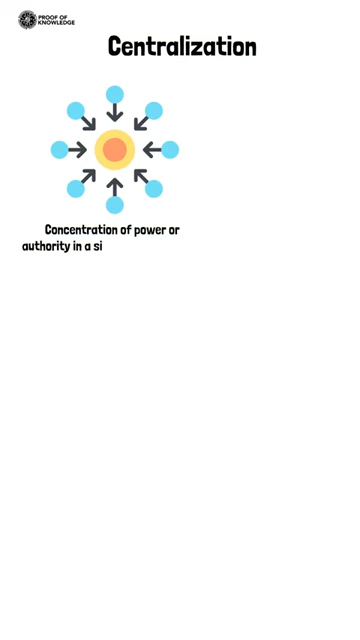 PROOF OF
KNOWLEDGE
Centralization
Concentration of power or
authority in a si